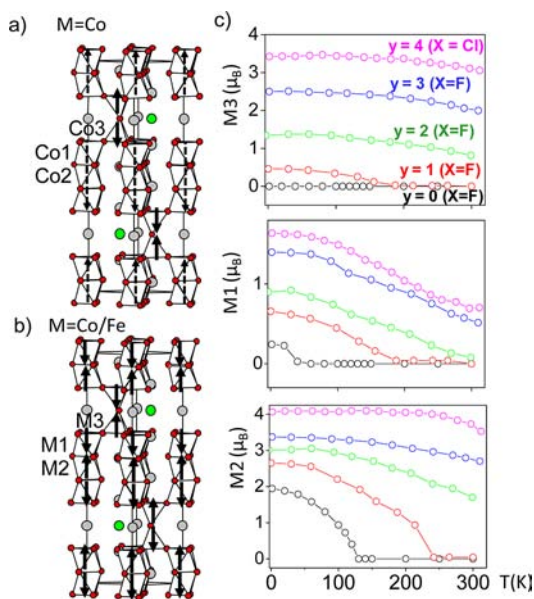 a) M=Co
Co3
Co1
Co2
b) M=Co/Fe
M3
M1
M2
c)
M3 (μB)
4
3
2
1
0
y = 4 (X = Cl)
y = 3 (X=F)
y = 2 (X=F)
y = 1 (X=F)
y = 0 (X=F)
M1 (μB)
1
0
M2 (μB)
4
3
2
1
0
0 100 200 300 T(K)